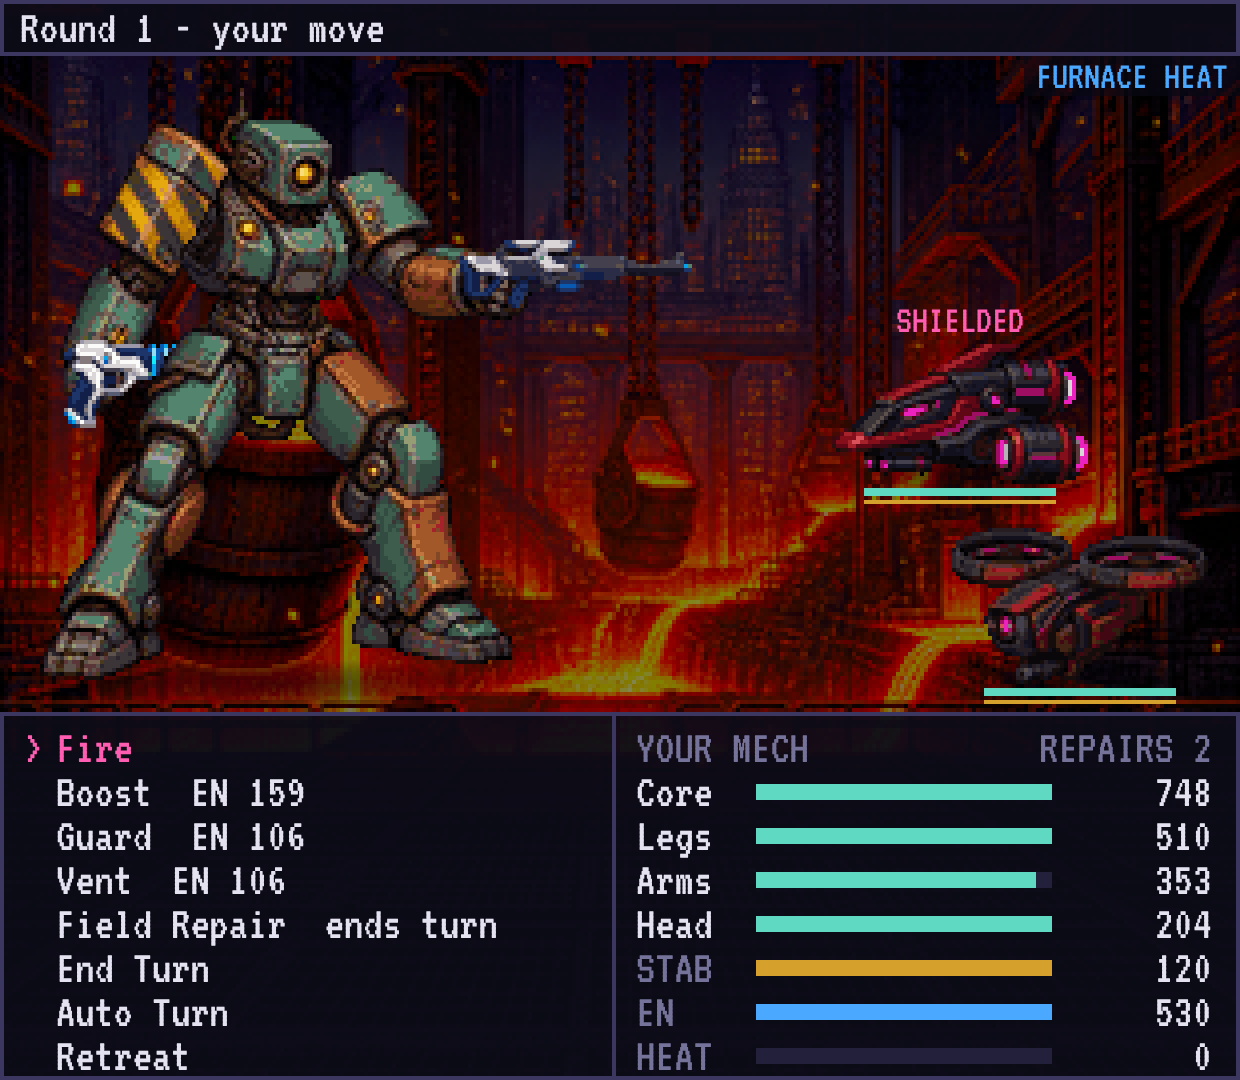 Round 1 - your move
FURNACE HEAT
SHIELDED
> Fire
Boost EN 159
Guard EN 106
Vent EN 106
Field Repair ends turn
End Turn
Auto Turn
Retreat
YOUR MECH REPAIRS 2
Core 748
Legs 510
Arms 353
Head 204
STAB 120
EN 530
HEAT 0